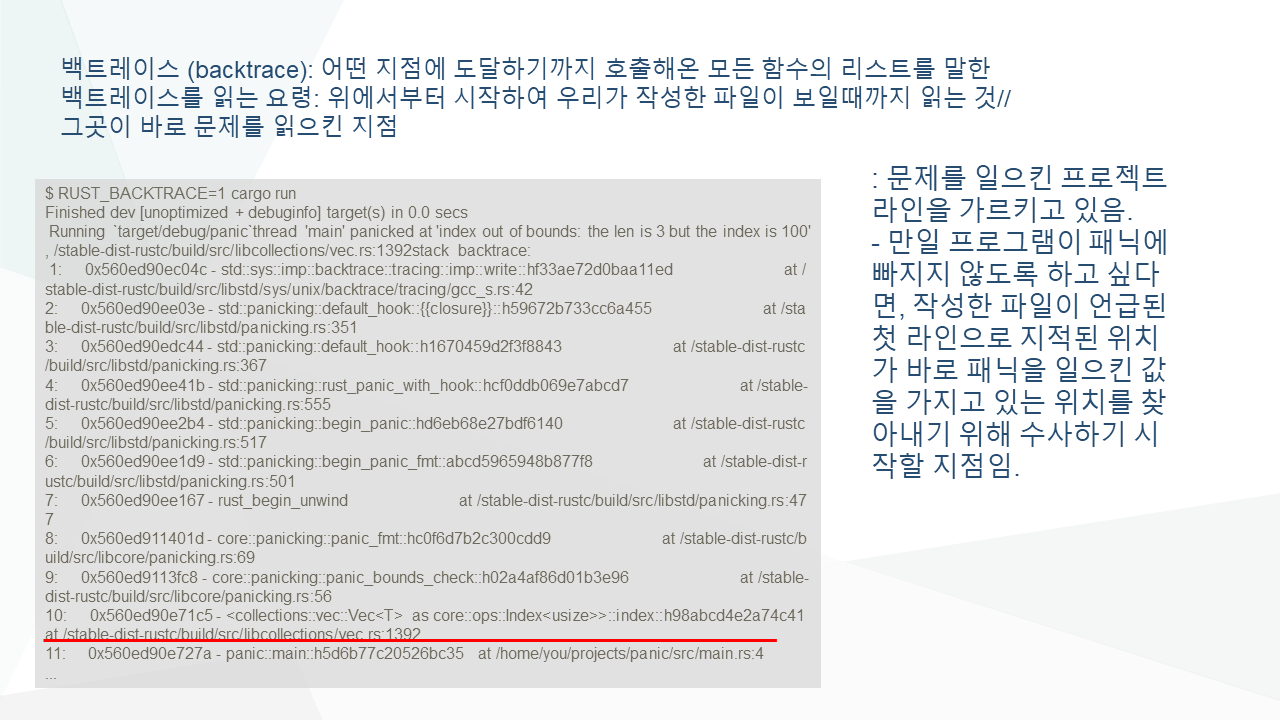 백트레이스 (backtrace): 어떤 지점에 도달하기까지 호출해온 모든 함수의 리스트를 말한
백트레이스를 읽는 요령: 위에서부터 시작하여 우리가 작성한 파일이 보일때까지 읽는 것//
그곳이 바로 문제를 읽으킨 지점
$ RUST_BACKTRACE=1 cargo run
Finished dev [unoptimized + debuginfo] target(s) in 0.0 secs
Running `target/debug/panic`thread 'main' panicked at 'index out of bounds: the len is 3 but the index is 100'
, /stable-dist-rustc/build/src/libcollections/vec.rs:1392stack backtrace:
1: 0x560ed90ec04c - std::sys::imp::backtrace::tracing::imp::write::hf33ae72d0baa11ed at /
stable-dist-rustc/build/src/libstd/sys/unix/backtrace/tracing/gcc_s.rs:42
2: 0x560ed90ee03e - std::panicking::default_hook::{{closure}}::h59672b733cc6a455 at /sta
ble-dist-rustc/build/src/libstd/panicking.rs:351
3: 0x560ed90edc44 - std::panicking::default_hook::h1670459d2f3f8843 at /stable-dist-rustc
/build/src/libstd/panicking.rs:367
4: 0x560ed90ee41b - std::panicking::rust_panic_with_hook::hcf0ddb069e7abcd7 at /stable-
dist-rustc/build/src/libstd/panicking.rs:555
5: 0x560ed90ee2b4 - std::panicking::begin_panic::hd6eb68e27bdf6140 at /stable-dist-rustc
/build/src/libstd/panicking.rs:517
6: 0x560ed90ee1d9 - std::panicking::begin_panic_fmt::abcd5965948b877f8 at /stable-dist-r
ustc/build/src/libstd/panicking.rs:501
7: 0x560ed90ee167 - rust_begin_unwind at /stable-dist-rustc/build/src/libstd/panicking.rs:47
7
8: 0x560ed911401d - core::panicking::panic_fmt::hc0f6d7b2c300cdd9 at /stable-dist-rustc/b
uild/src/libcore/panicking.rs:69
9: 0x560ed9113fc8 - core::panicking::panic_bounds_check::h02a4af86d01b3e96 at /stable-
dist-rustc/build/src/libcore/panicking.rs:56
10: 0x560ed90e71c5 - <collections::vec::Vec<T> as core::ops::Index<usize>>::index::h98abcd4e2a74c41
at /stable-dist-rustc/build/src/libcollections/vec.rs:1392
11: 0x560ed90e727a - panic::main::h5d6b77c20526bc35 at /home/you/projects/panic/src/main.rs:4
...
: 문제를 일으킨 프로젝트
라인을 가르키고 있음.
- 만일 프로그램이 패닉에
빠지지 않도록 하고 싶다
면, 작성한 파일이 언급된
첫 라인으로 지적된 위치
가 바로 패닉을 일으킨 값
을 가지고 있는 위치를 찾
아내기 위해 수사하기 시
작할 지점임.